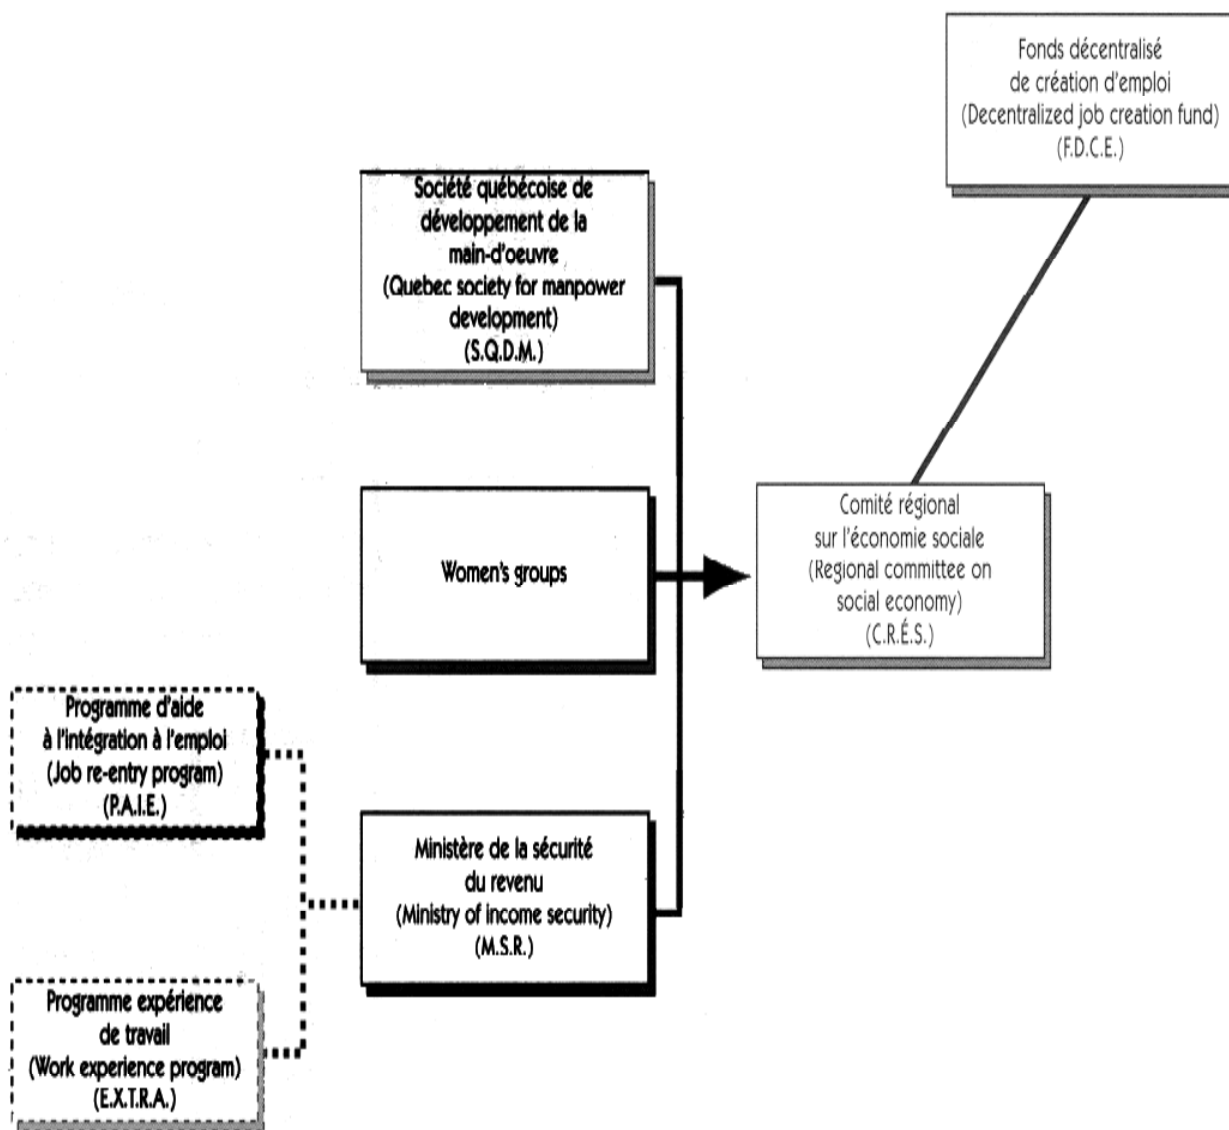 Fonds décentralisé
de création d'emploi
(Decentralized job creation fund)
(F.D.C.E.)
Société québécoise de
développement de la
main-d'oeuvre
(Quebec society for manpower
development)
(S.Q.D.M.)
Women's groups
Comité régional
sur l'économie sociale
(Regional committee on
social economy)
(C.R.É.S.)
Programme d'aide
à l'intégration à l'emploi
(Job re-entry program)
(P.A.I.E.)
Ministère de la sécurité
du revenu
(Ministry of income security)
(M.S.R.)
Programme expérience
de travail
(Work experience program)
(E.X.T.R.A.)